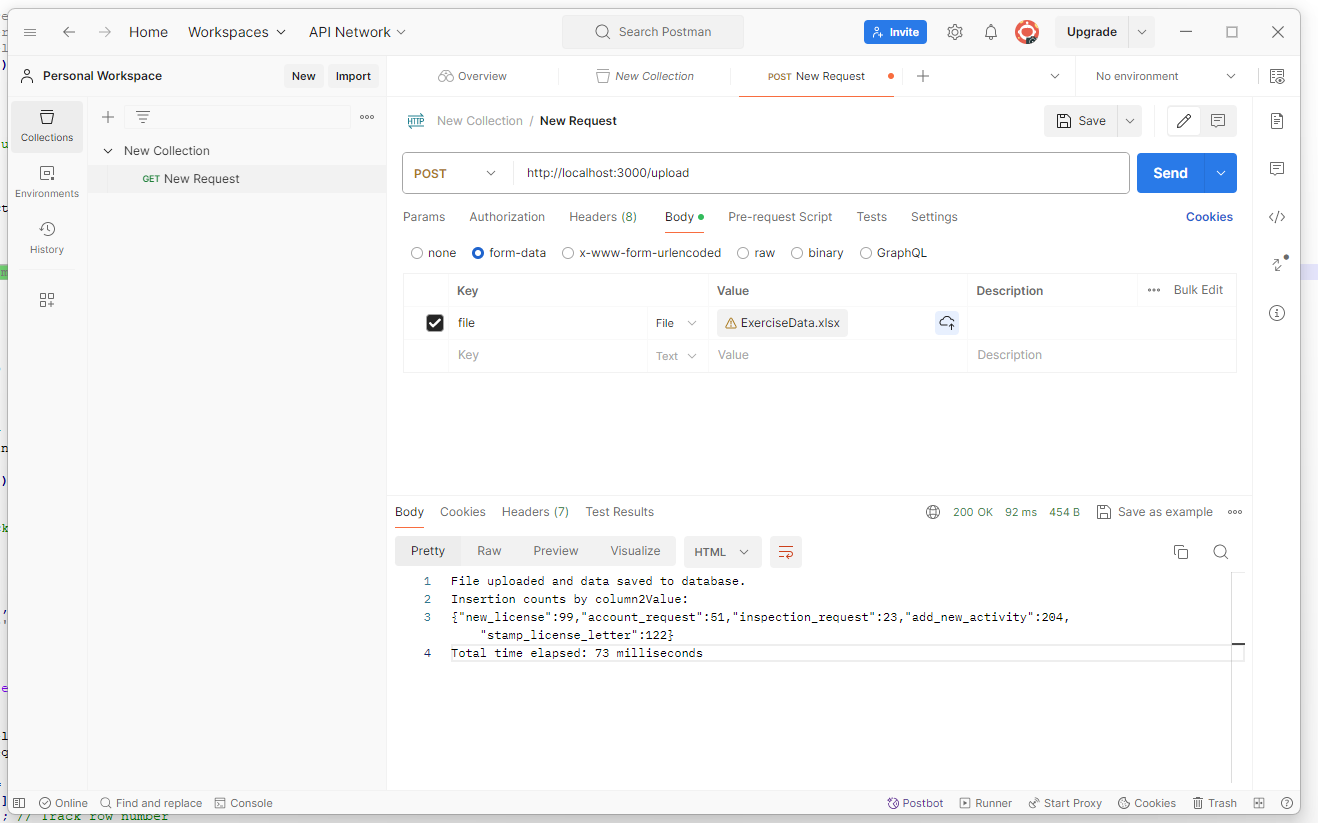 Home Workspaces API Network Search Postman Invite Upgrade
Personal Workspace New Import Overview New Collection POST New Request No environment
Collections
Environments
History
New Collection
GET New Request
HTTP New Collection / New Request Save
POST http://localhost:3000/upload Send
Params Authorization Headers (8) Body Pre-request Script Tests Settings Cookies
none form-data x-www-form-urlencoded raw binary GraphQL
Key Value Description Bulk Edit
file File ExerciseData.xlsx
Key Text Value Description
Body Cookies Headers (7) Test Results 200 OK 92 ms 454 B Save as example
Pretty Raw Preview Visualize HTML
1 File uploaded and data saved to database.
2 Insertion counts by column2Value:
3 {"new_license":99,"account_request":51,"inspection_request":23,"add_new_activity":204,
"stamp_license_letter":122}
4 Total time elapsed: 73 milliseconds
Online Find and replace Console Postbot Runner Start Proxy Cookies Trash
; // Track row number